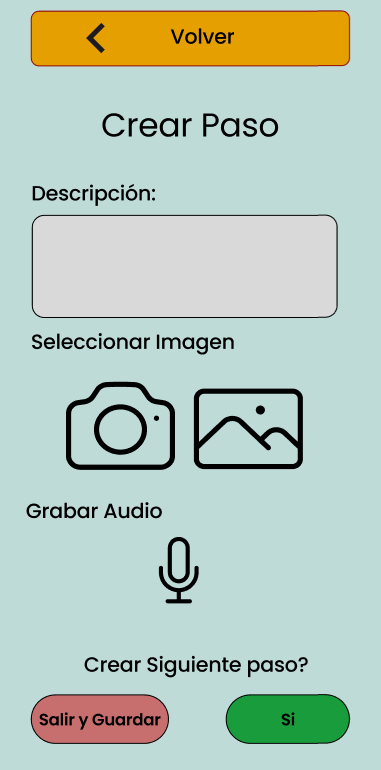 Volver
Crear Paso
Descripción:
Seleccionar Imagen
Grabar Audio
Crear Siguiente paso?
Salir y Guardar
Si